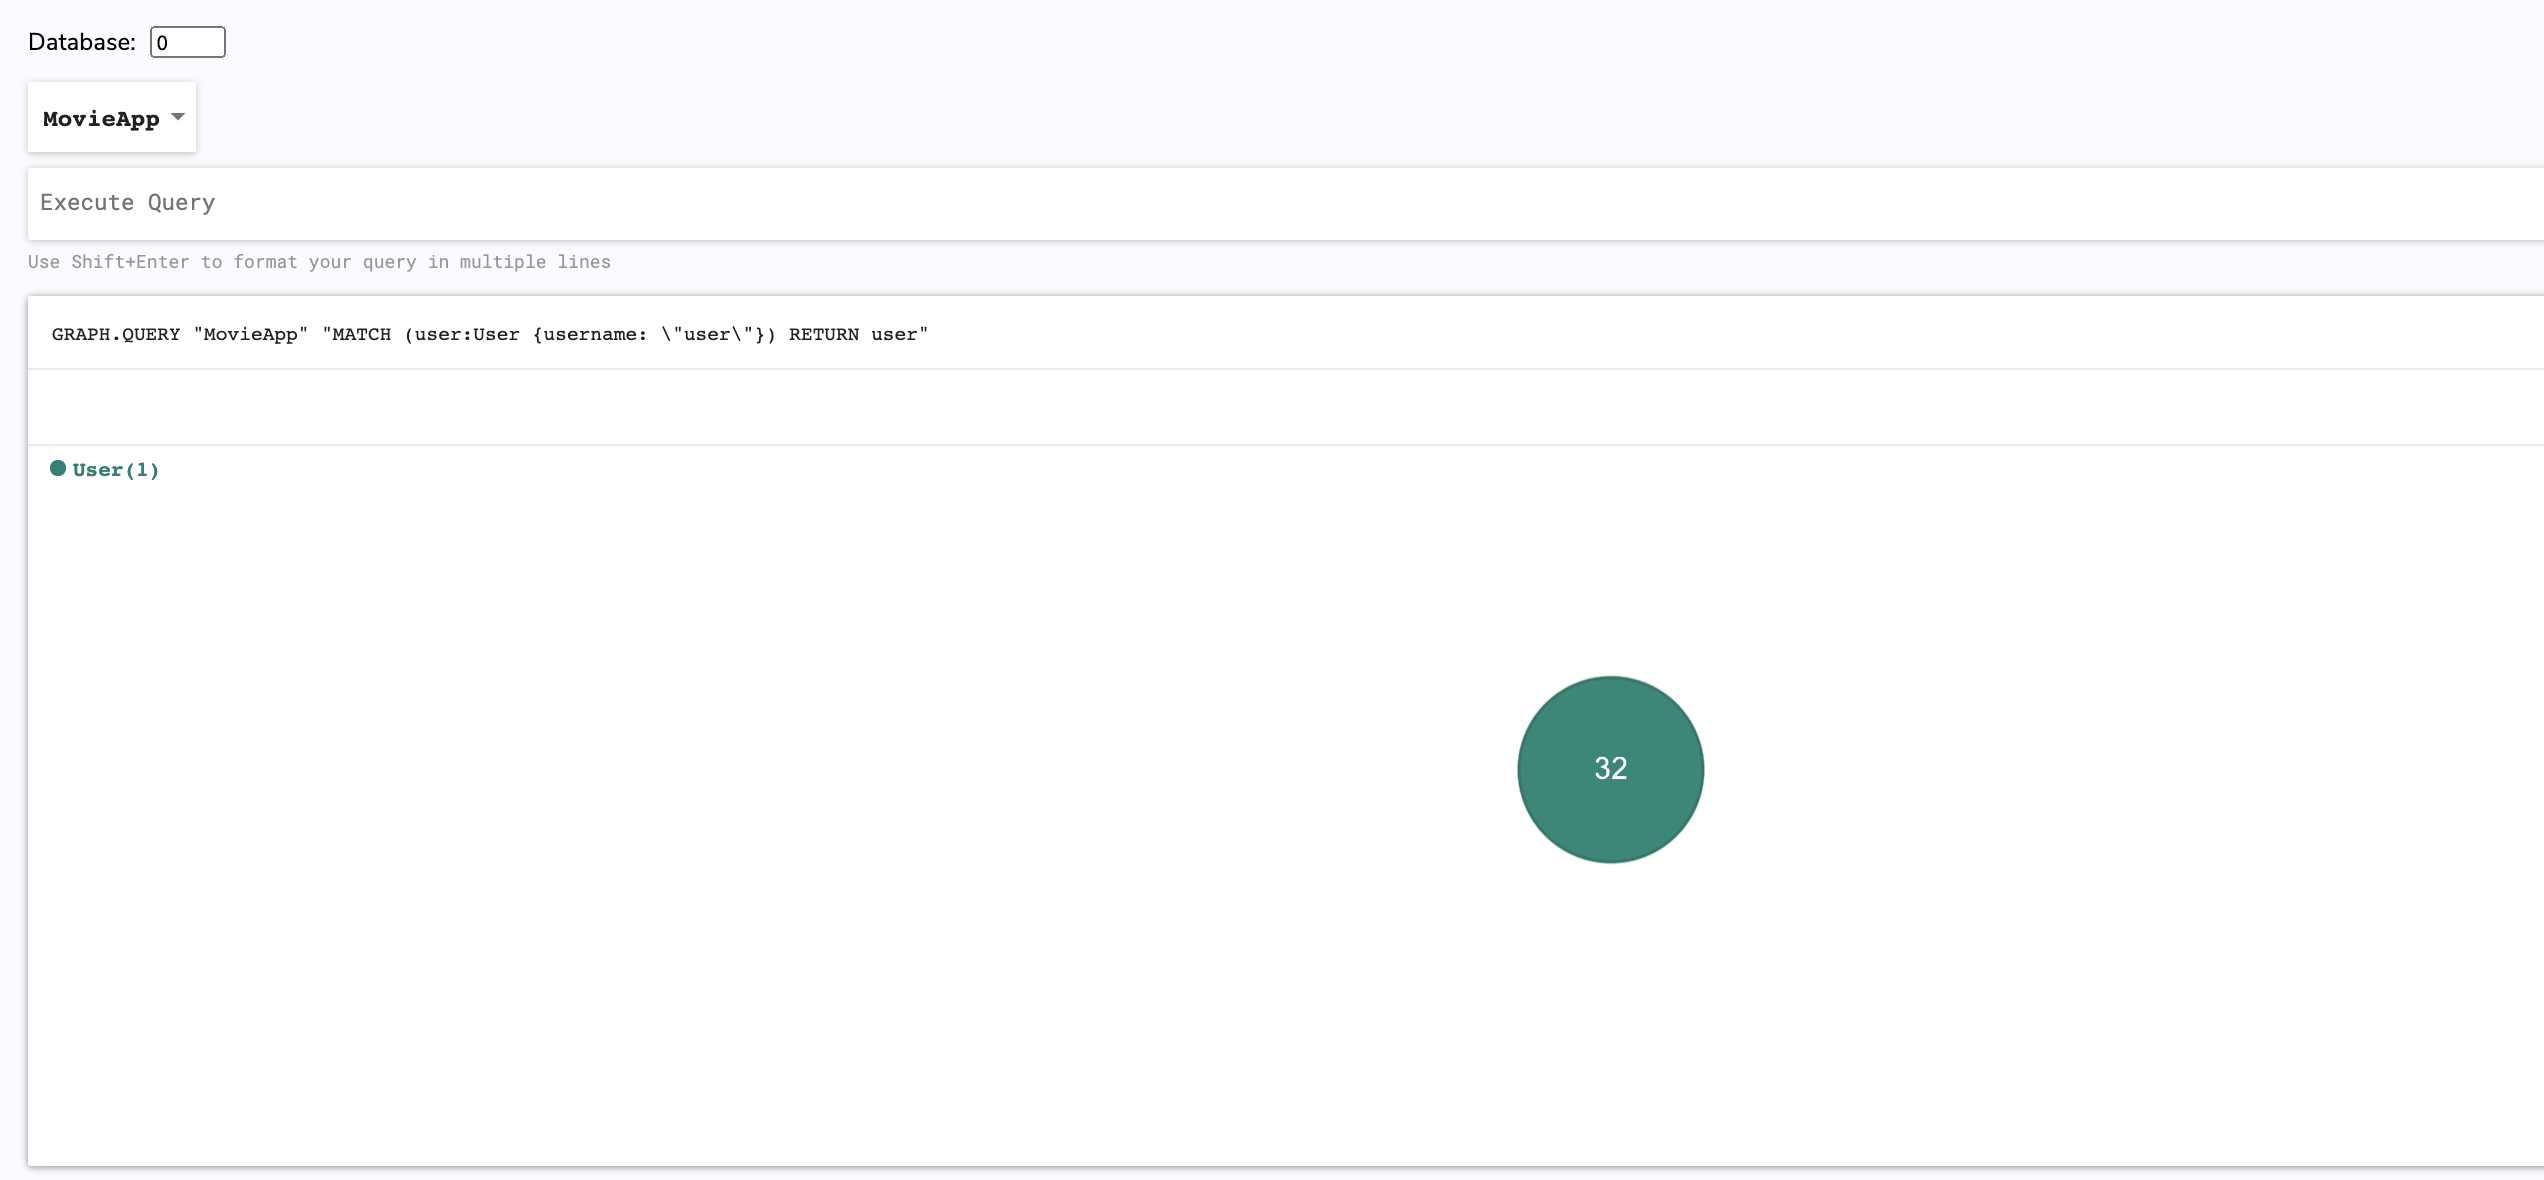 Database: 0
MovieApp
Execute Query
Use Shift+Enter to format your query in multiple lines
GRAPH.QUERY "MovieApp" "MATCH (user:User {username: \"user\"}) RETURN user"
User(1)
32